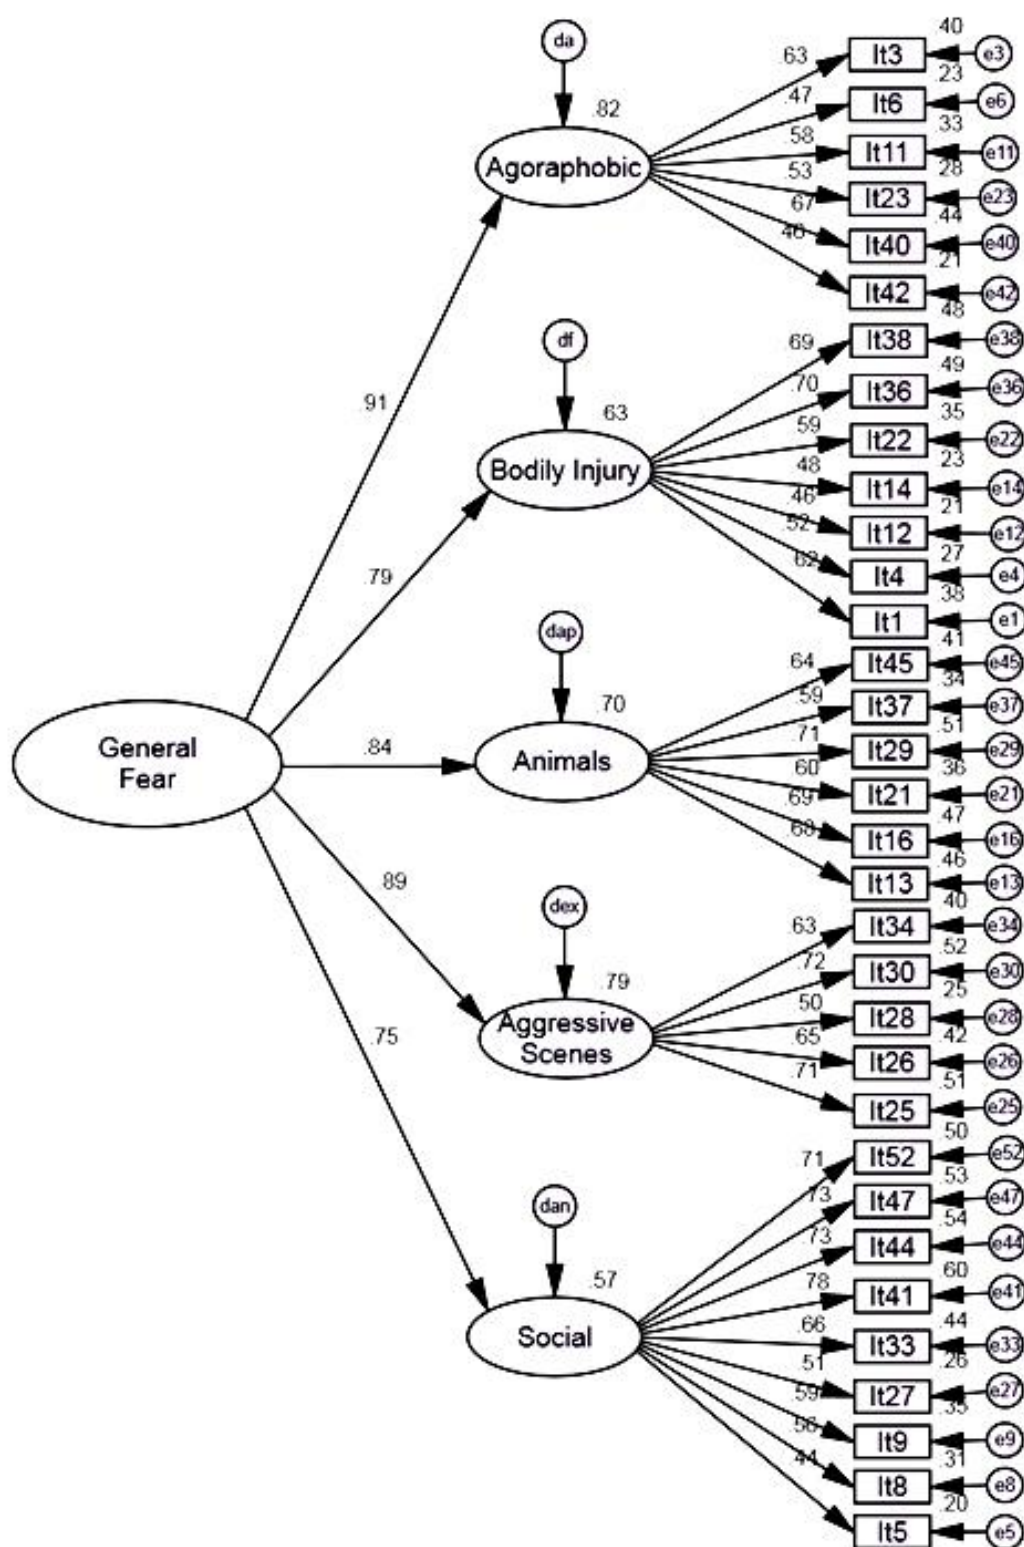 da
.82
Agoraphobic
.63
.47
.58
.53
.67
.46
.40
It3
e3
.23
It6
e6
.33
It11
e11
.28
It23
e23
.44
It40
e40
.21
It42
e42
.91
df
.63
Bodily Injury
.69
.70
.59
.48
.46
.52
.62
.48
It38
e38
.49
It36
e36
.35
It22
e22
.23
It14
e14
.21
It12
e12
.27
It4
e4
.38
It1
e1
.79
General
Fear
.84
dap
.70
Animals
.64
.59
.71
.60
.69
.68
.41
It45
e45
.34
It37
e37
.51
It29
e29
.36
It21
e21
.47
It16
e16
.46
It13
e13
.89
dex
.79
Aggressive
Scenes
.63
.72
.50
.65
.71
.40
It34
e34
.52
It30
e30
.25
It28
e28
.42
It26
e26
.51
It25
e25
.75
dan
.57
Social
.71
.73
.73
.78
.66
.51
.59
.56
.44
.50
It52
e52
.53
It47
e47
.54
It44
e44
.60
It41
e41
.44
It33
e33
.26
It27
e27
.35
It9
e9
.31
It8
e8
.20
It5
e5